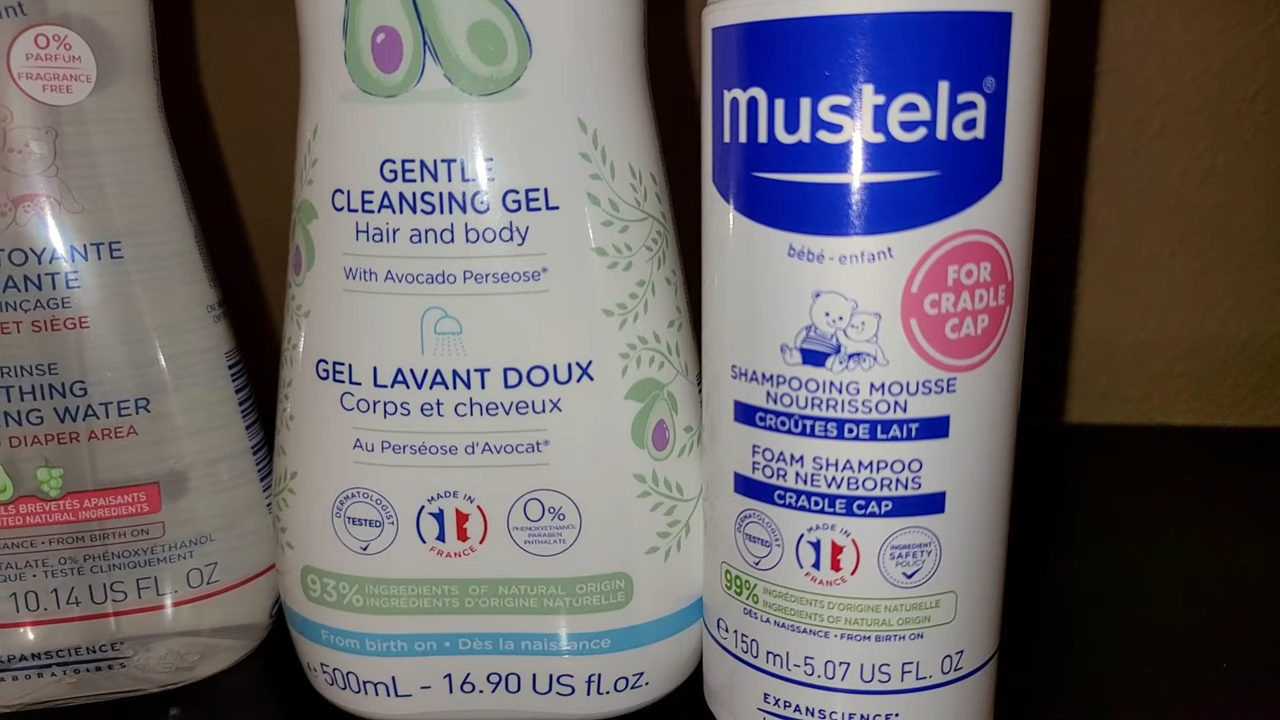 0%
PARFUM
FRAGRANCE
FREE
TOYANTE
ANTE
INÇAGE
ET SIÈGE
RINSE
THING
NG WATER
DIAPER AREA
LS BREVETÉS APAISANTS
TED NATURAL INGREDIENTS
ANCE • FROM BIRTH ON
TALATE, 0% PHÉNOXYÉTHANOL
QUE • TESTÉ CLINIQUEMENT
10.14 US FL. OZ
XPANSCIENCE
ABORATOIRES
GENTLE
CLEANSING GEL
Hair and body
With Avocado Perseose®
GEL LAVANT DOUX
Corps et cheveux
Au Perséose d'Avocat®
DERMATOLOGIST
TESTED
MADE IN
FRANCE
0%
PHENOXYETHANOL
PARABEN
PHTHALATE
93% INGREDIENTS OF NATURAL ORIGIN
INGRÉDIENTS D'ORIGINE NATURELLE
From birth on • Dès la naissance
e 500mL - 16.90 US fl.oz.
mustela®
bébé - enfant
FOR
CRADLE
CAP
SHAMPOOING MOUSSE
NOURRISSON
CROÛTES DE LAIT
FOAM SHAMPOO
FOR NEWBORNS
CRADLE CAP
DERMATOLOGIST
TESTED
MADE IN
FRANCE
INGREDIENT
SAFETY
POLICY
99% INGRÉDIENTS D'ORIGINE NATURELLE
INGREDIENTS OF NATURAL ORIGIN
DÈS LA NAISSANCE • FROM BIRTH ON
e 150 ml-5.07 US FL. OZ
EXPANSCIENCE